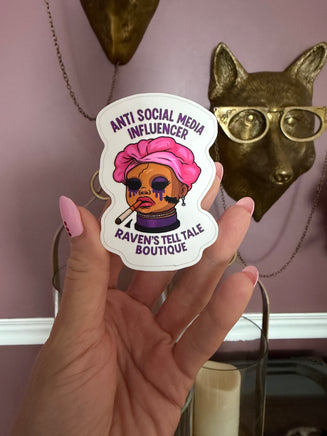 ANTI SOCIAL MEDIA
INFLUENCER
RAVEN'S TELL TALE
BOUTIQUE